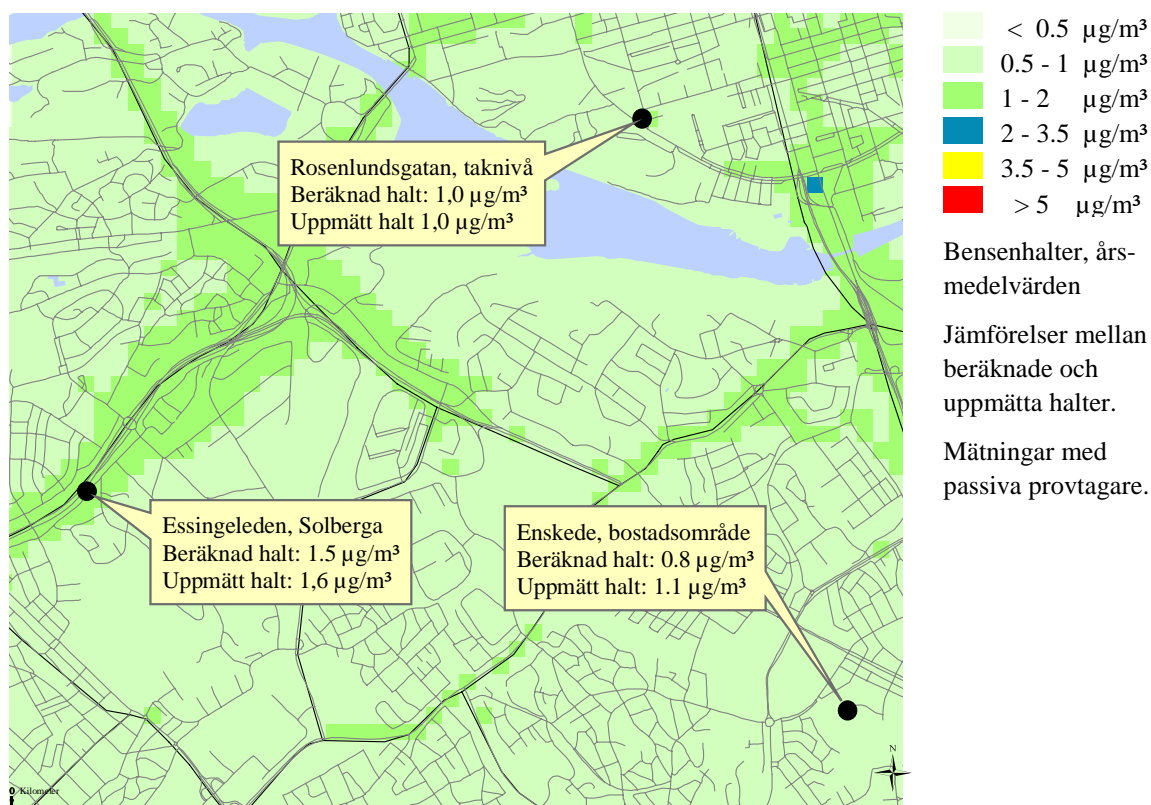 Rosenlundsgatan, taknivå
Beräknad halt: 1,0 µg/m³
Uppmätt halt 1,0 µg/m³
Essingeleden, Solberga
Beräknad halt: 1.5 µg/m³
Uppmätt halt: 1,6 µg/m³
Enskede, bostadsområde
Beräknad halt: 0.8 µg/m³
Uppmätt halt: 1.1 µg/m³
N
0 Kilometer
< 0.5 µg/m³
0.5 - 1 µg/m³
1 - 2 µg/m³
2 - 3.5 µg/m³
3.5 - 5 µg/m³
> 5 µg/m³
Bensenhalter, års-
medelvärden
Jämförelser mellan
beräknade och
uppmätta halter.
Mätningar med
passiva provtagare.